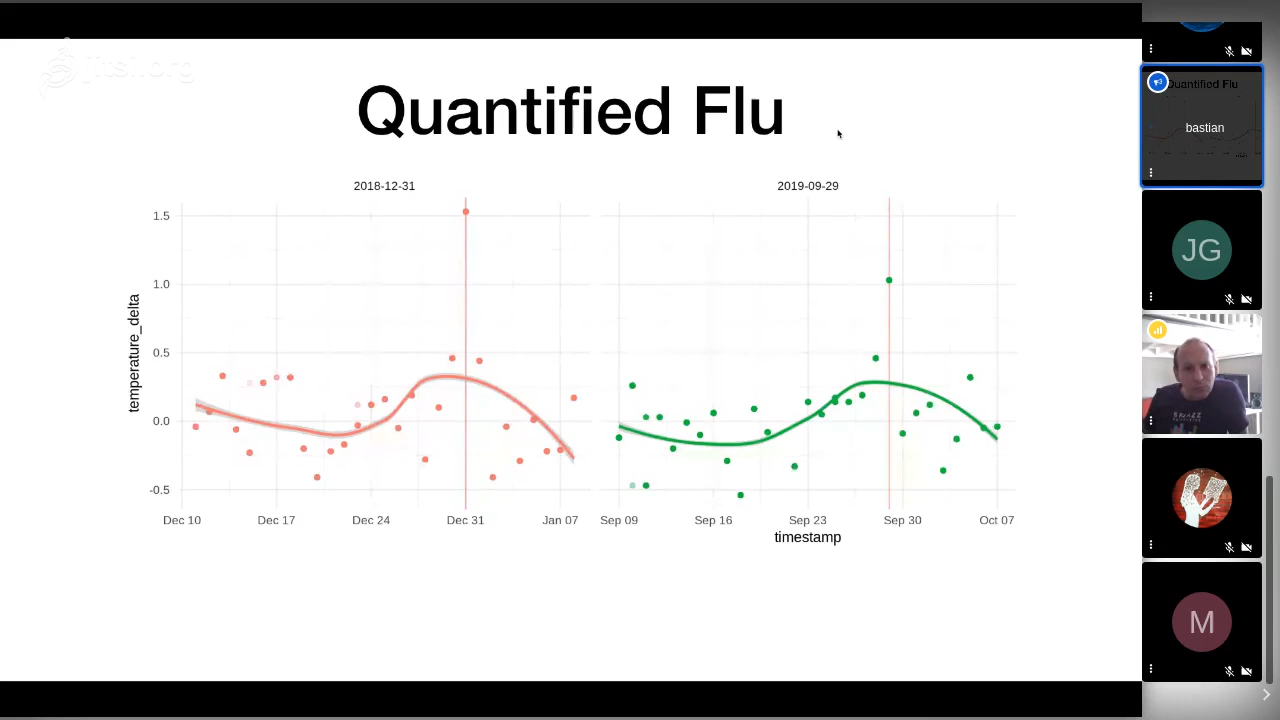 jitsi.org
Quantified Flu
2018-12-31
2019-09-29
temperature_delta
1.5
1.0
0.5
0.0
-0.5
Dec 10
Dec 17
Dec 24
Dec 31
Jan 07
Sep 09
Sep 16
Sep 23
Sep 30
Oct 07
timestamp
Quantified Flu
bastian
JG
M